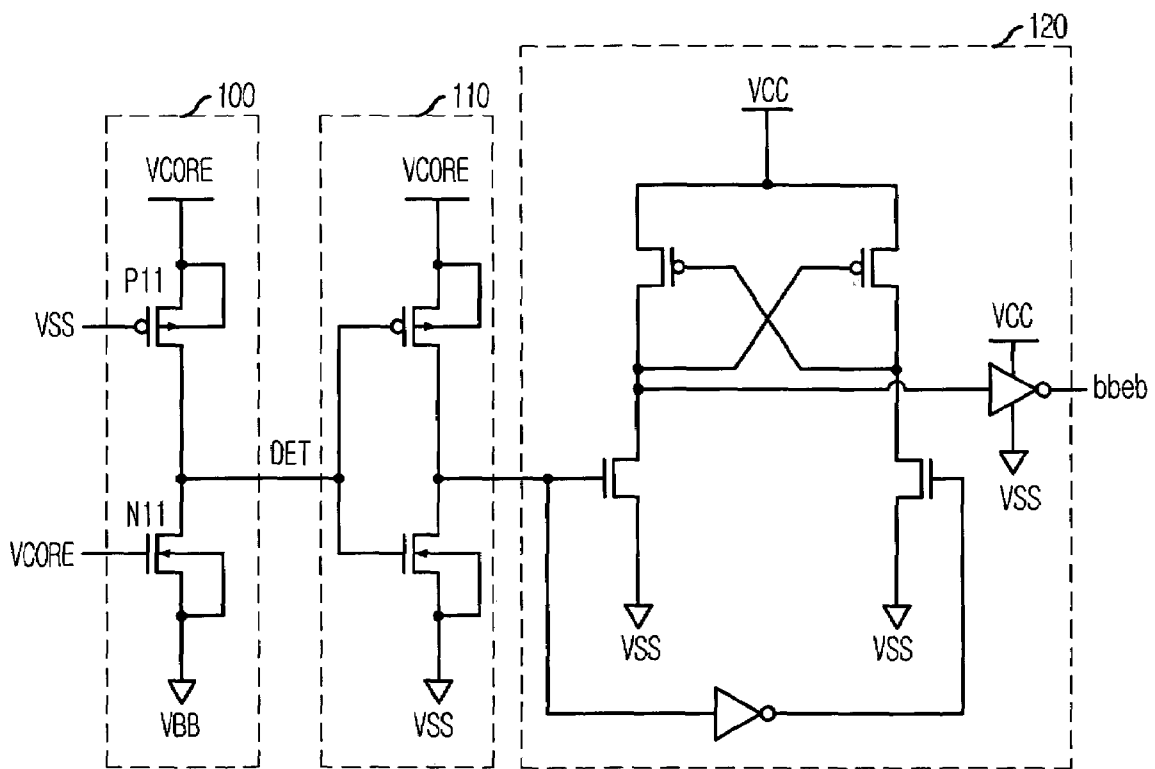 120
100
110
VCC
VCORE
VCORE
P11
VSS
VCC
bbeb
DET
N11
VSS
VCORE
VSS
VSS
VBB
VSS